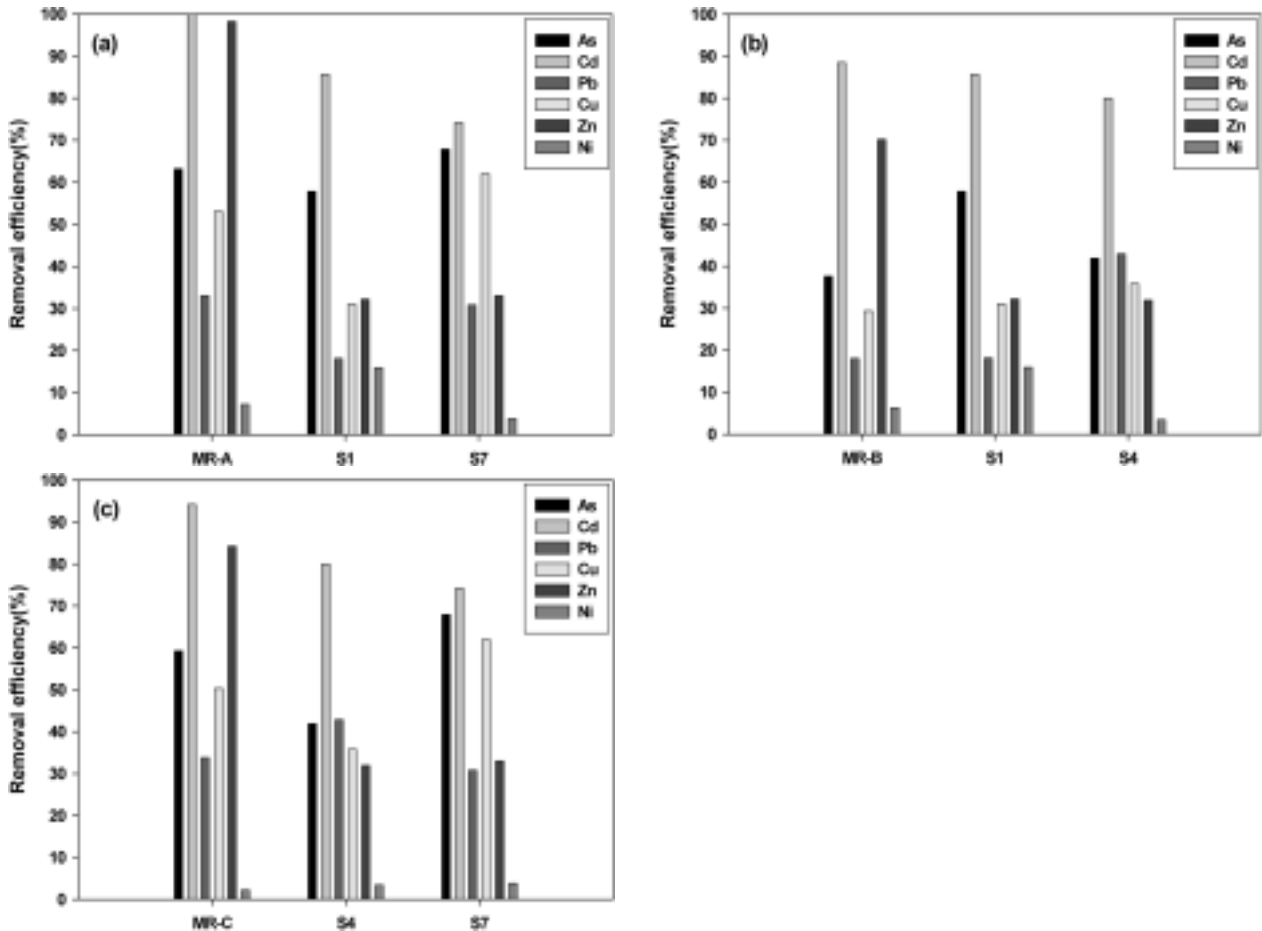 (a)
Removal efficiency(%)
100
90
80
70
60
50
40
30
20
10
0
As
Cd
Pb
Cu
Zn
Ni
MR-A S1 S7
(b)
Removal efficiency(%)
100
90
80
70
60
50
40
30
20
10
0
As
Cd
Pb
Cu
Zn
Ni
MR-B S1 S4
(c)
Removal efficiency(%)
100
90
80
70
60
50
40
30
20
10
0
As
Cd
Pb
Cu
Zn
Ni
MR-C S4 S7